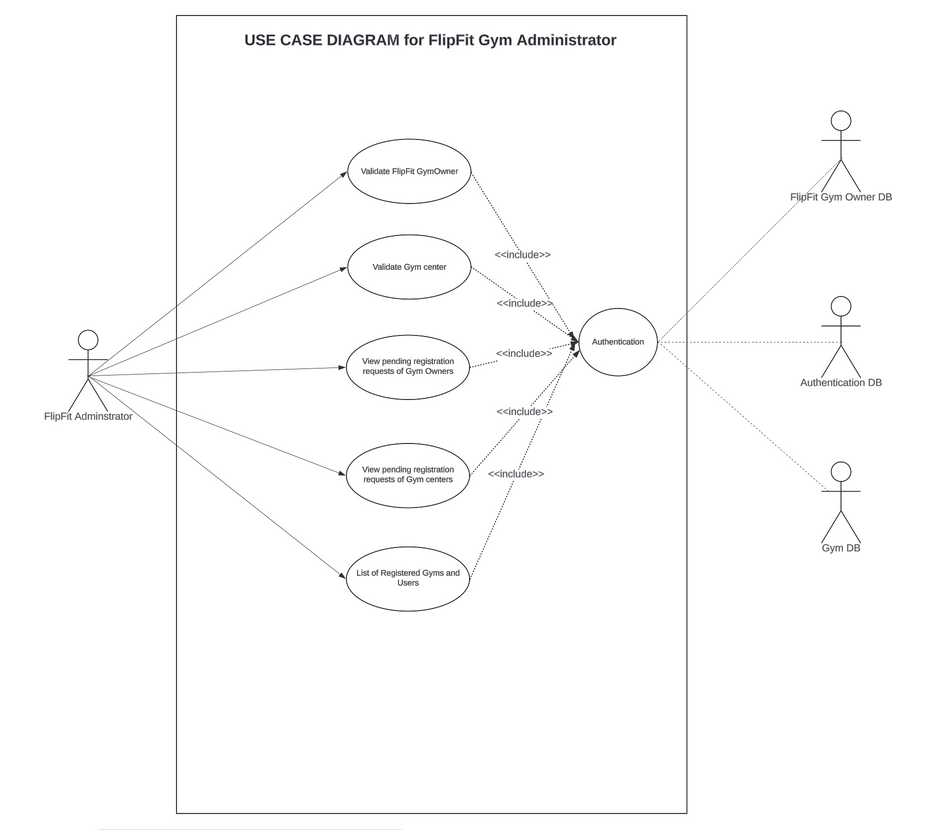 USE CASE DIAGRAM for FlipFit Gym Administrator
Validate FlipFit GymOwner
FlipFit Gym Owner DB
<<include>>
Validate Gym center
<<include>>
Authentication
<<include>>
View pending registration
requests of Gym Owners
Authentication DB
FlipFit Adminstrator
<<include>>
View pending registration
requests of Gym centers
<<include>>
Gym DB
List of Registered Gyms and
Users